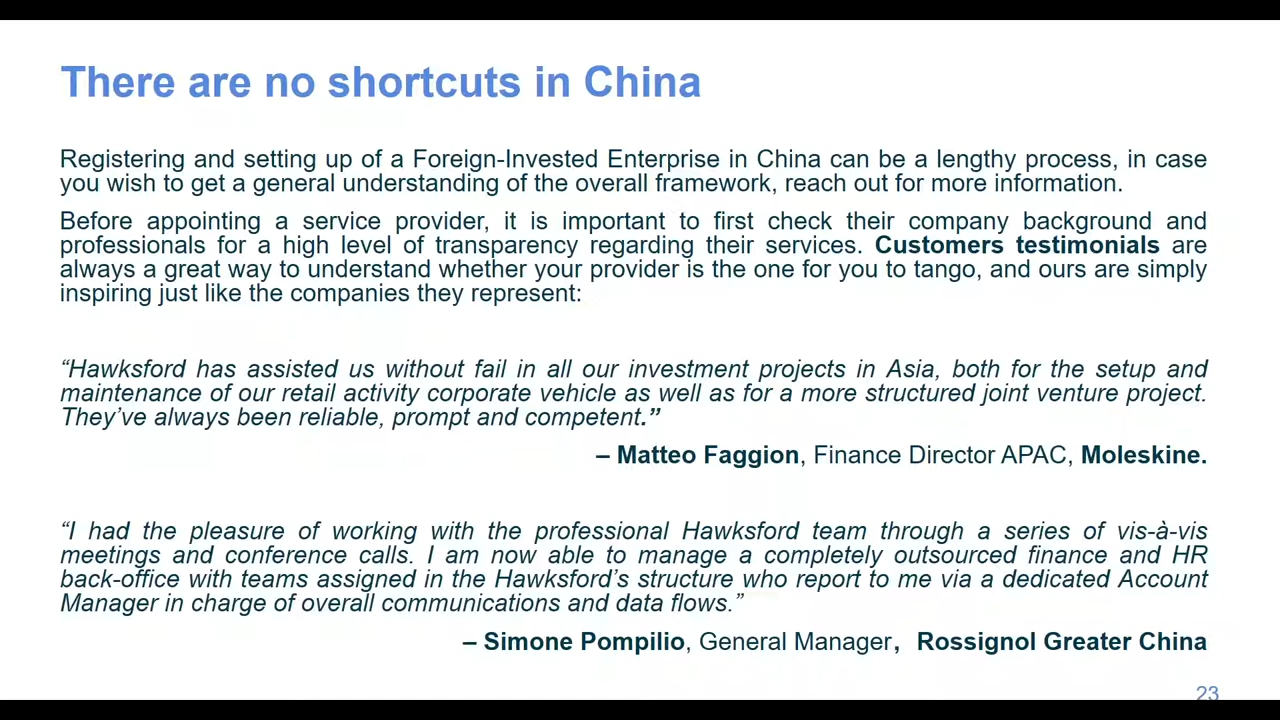 There are no shortcuts in China
Registering and setting up of a Foreign-Invested Enterprise in China can be a lengthy process, in case
you wish to get a general understanding of the overall framework, reach out for more information.
Before appointing a service provider, it is important to first check their company background and
professionals for a high level of transparency regarding their services. Customers testimonials are
always a great way to understand whether your provider is the one for you to tango, and ours are simply
inspiring just like the companies they represent:
“Hawksford has assisted us without fail in all our investment projects in Asia, both for the setup and
maintenance of our retail activity corporate vehicle as well as for a more structured joint venture project.
They’ve always been reliable, prompt and competent.”
– Matteo Faggion, Finance Director APAC, Moleskine.
“I had the pleasure of working with the professional Hawksford team through a series of vis-à-vis
meetings and conference calls. I am now able to manage a completely outsourced finance and HR
back-office with teams assigned in the Hawksford’s structure who report to me via a dedicated Account
Manager in charge of overall communications and data flows.”
– Simone Pompilio, General Manager, Rossignol Greater China
23